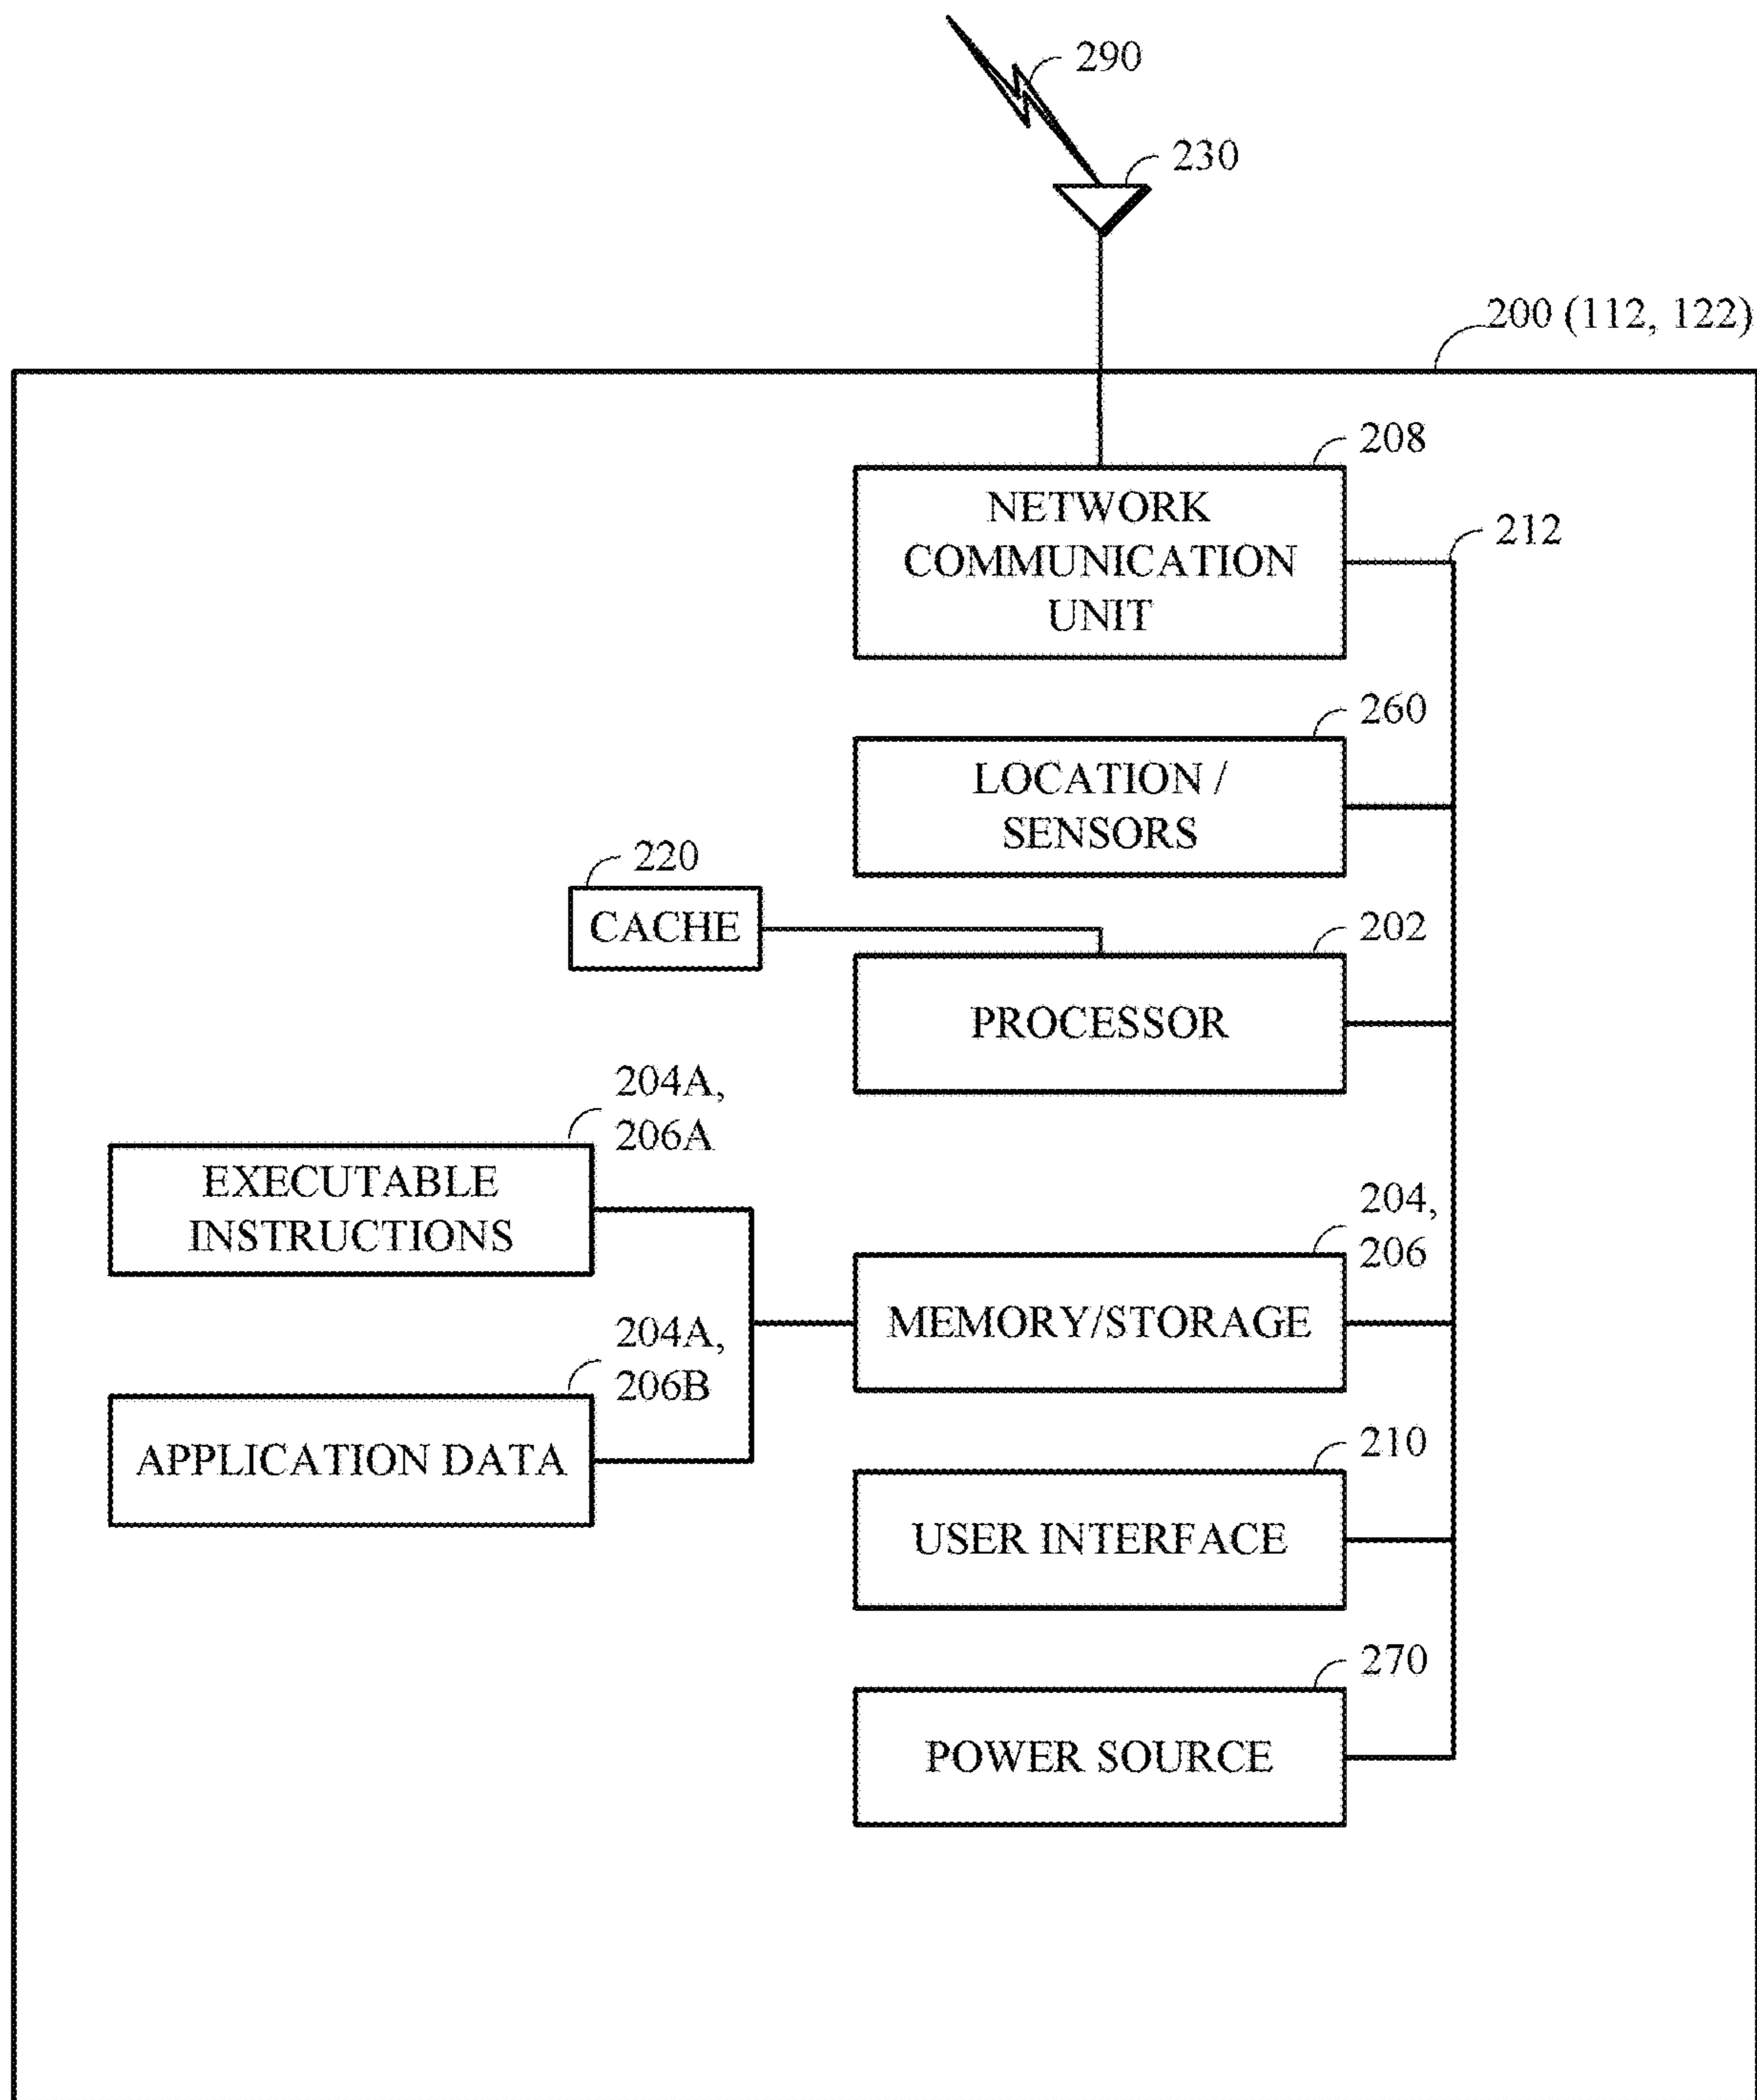 290
230
200 (112, 122)
208
NETWORK
COMMUNICATION
UNIT
212
260
LOCATION /
SENSORS
220
CACHE
202
PROCESSOR
204A,
206A
EXECUTABLE
INSTRUCTIONS
204,
206
MEMORY/STORAGE
204A,
206B
APPLICATION DATA
210
USER INTERFACE
270
POWER SOURCE